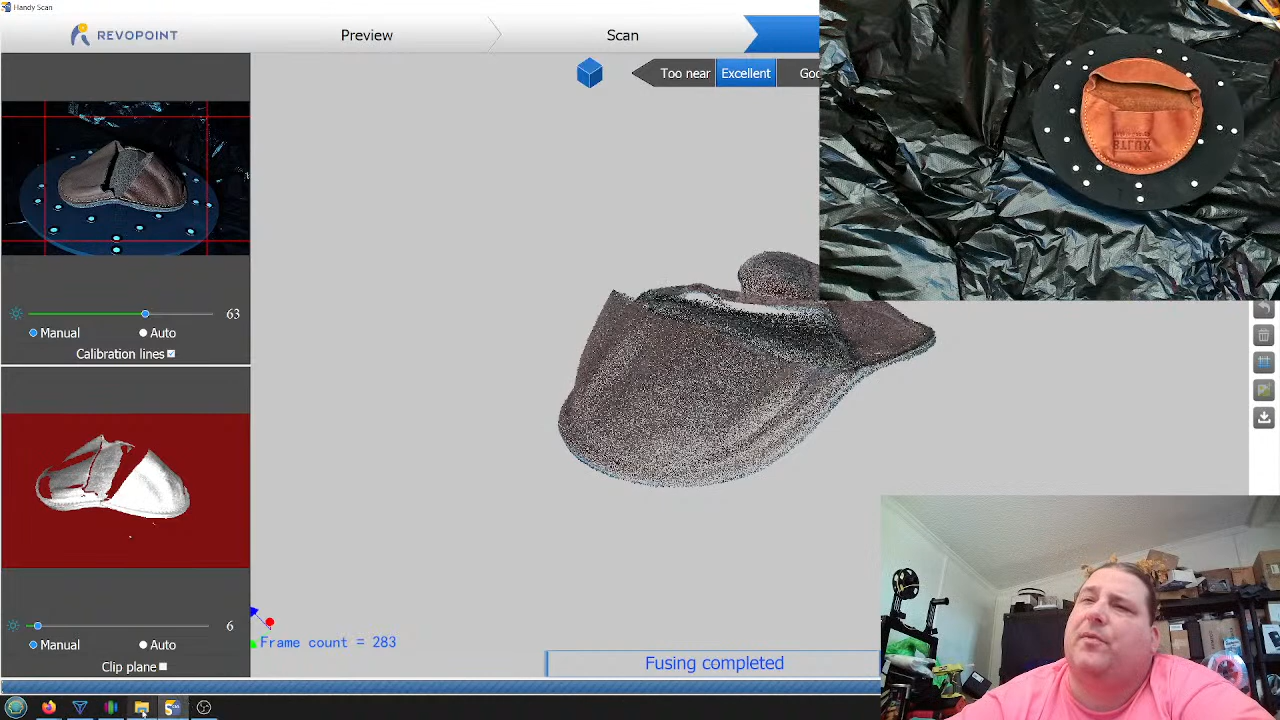 Handy Scan
REVOPOINT
Preview
Scan
Too near
Excellent
Goo
63
Manual
Auto
Calibration lines
6
Manual
Auto
Clip plane
Frame count = 283
Fusing completed